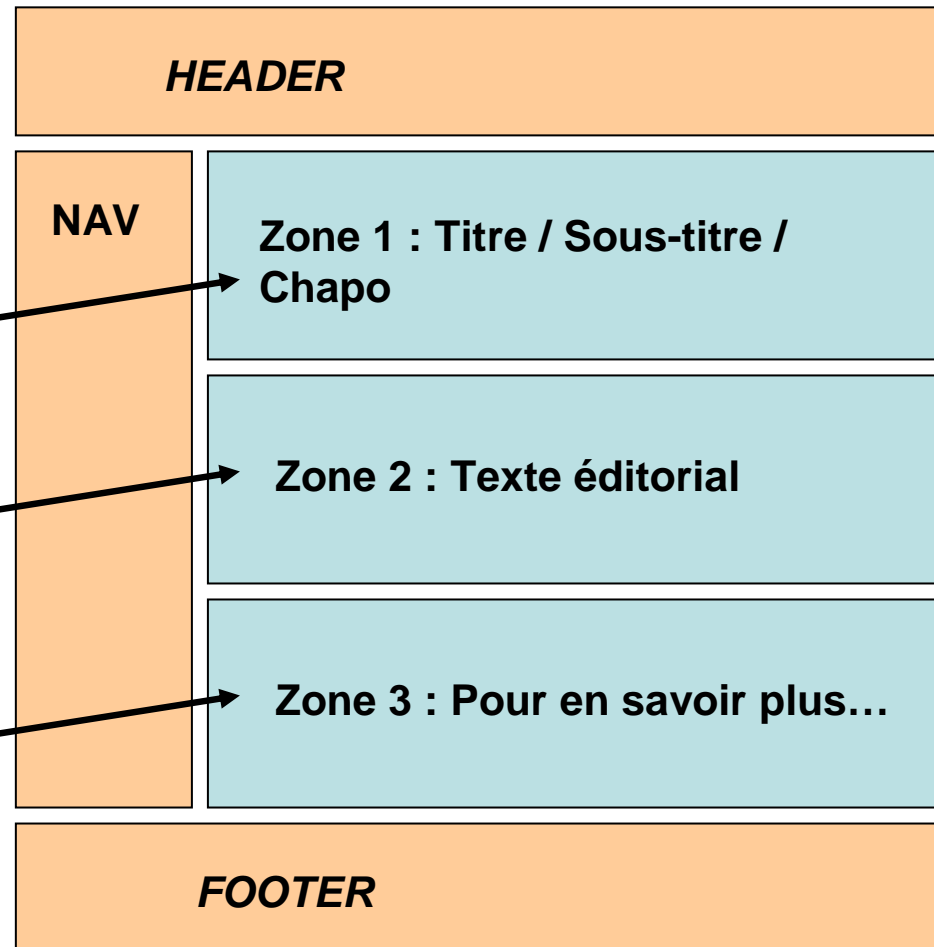 HEADER
NAV
Zone 1 : Titre / Sous-titre /
Chapo
Zone 2 : Texte éditorial
Zone 3 : Pour en savoir plus…
FOOTER